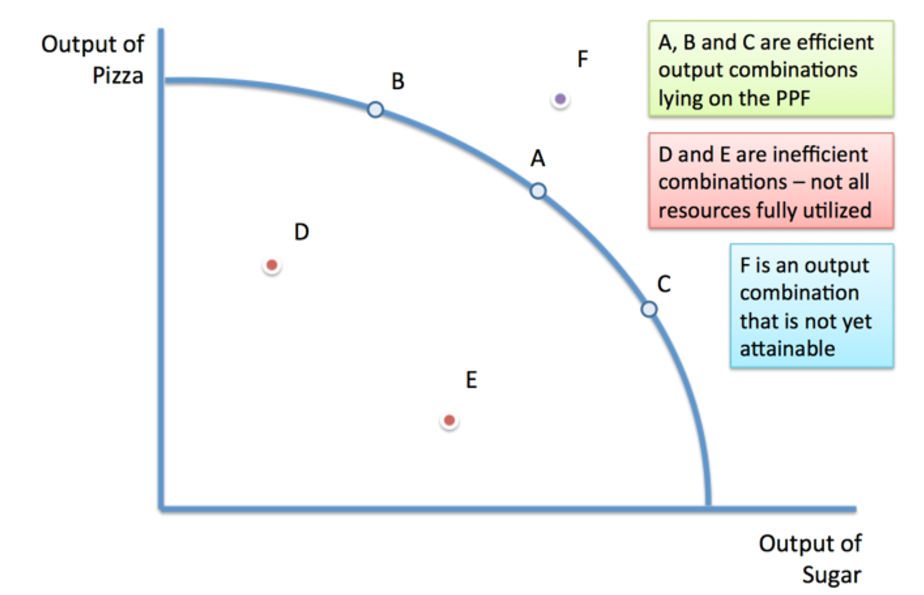 Output of
Pizza
B
F
A
D
C
E
A, B and C are efficient
output combinations
lying on the PPF
D and E are inefficient
combinations – not all
resources fully utilized
F is an output
combination
that is not yet
attainable
Output of
Sugar